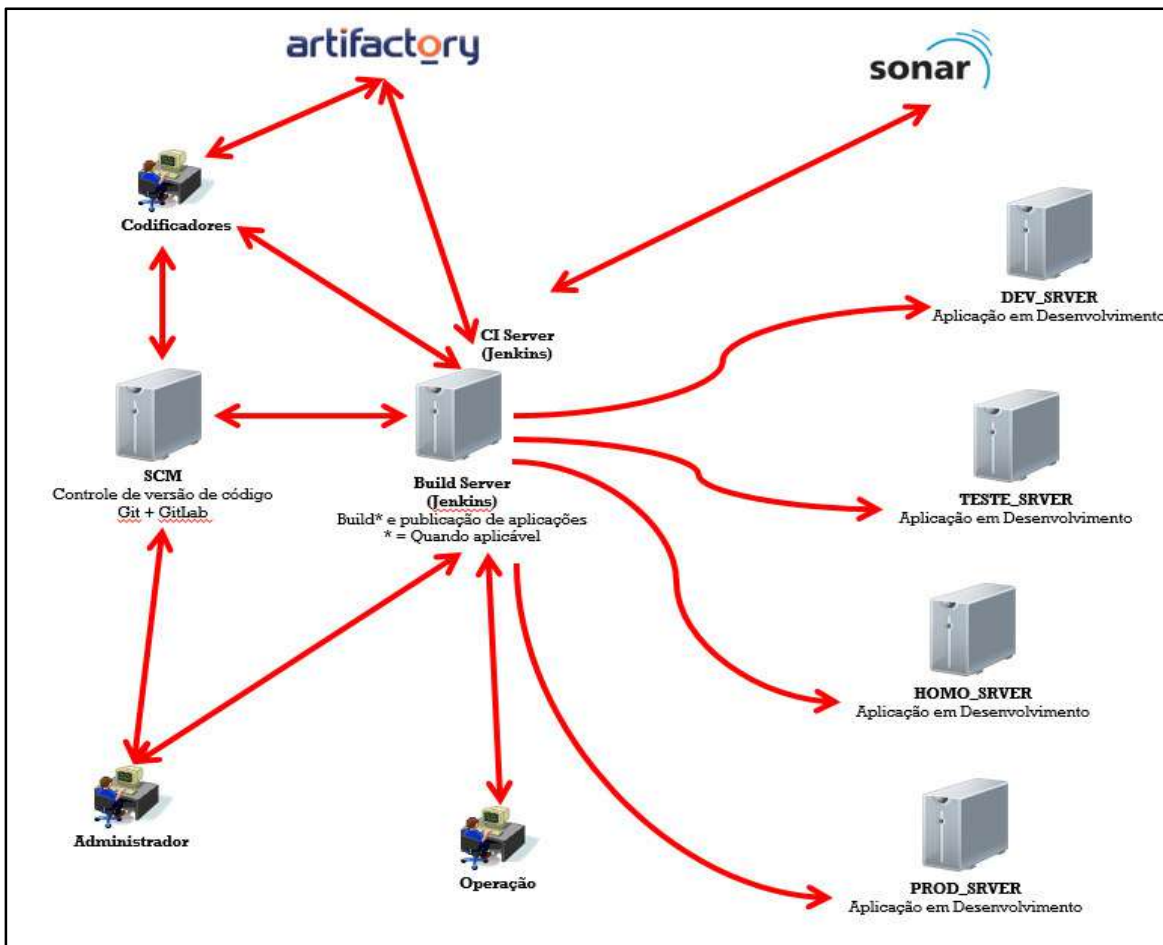 artifactory
sonar
Codificadores
CI Server
(Jenkins)
DEV_SRVER
Aplicação em Desenvolvimento
SCM
Controle de versão de código
Git + GitLab
Build Server
(Jenkins)
Build* e publicação de aplicações
* = Quando aplicável
TESTE_SRVER
Aplicação em Desenvolvimento
HOMO_SRVER
Aplicação em Desenvolvimento
Administrador
Operação
PROD_SRVER
Aplicação em Desenvolvimento